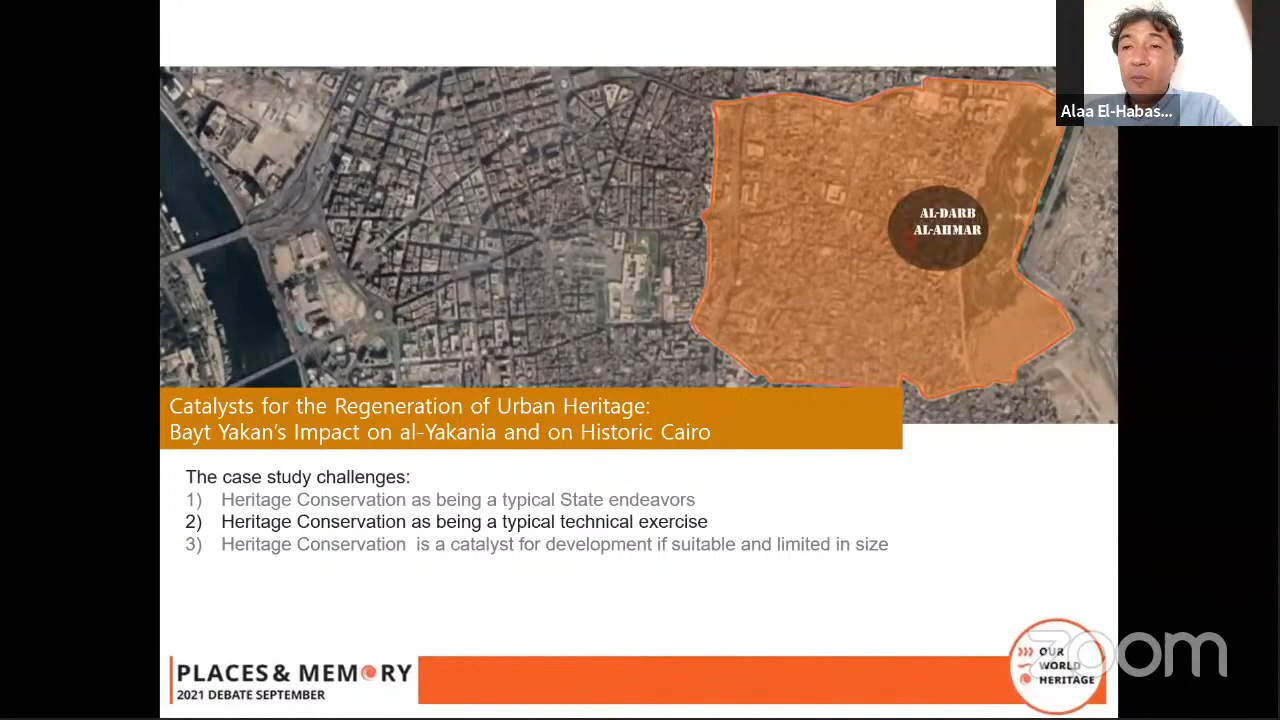 Alaa El-Habas...
AL-DARB
AL-AHMAR
Catalysts for the Regeneration of Urban Heritage:
Bayt Yakan's Impact on al-Yakania and on Historic Cairo
The case study challenges:
1) Heritage Conservation as being a typical State endeavors
2) Heritage Conservation as being a typical technical exercise
3) Heritage Conservation is a catalyst for development if suitable and limited in size
PLACES & MEMORY
2021 DEBATE SEPTEMBER
OUR
WORLD
HERITAGE
zoom